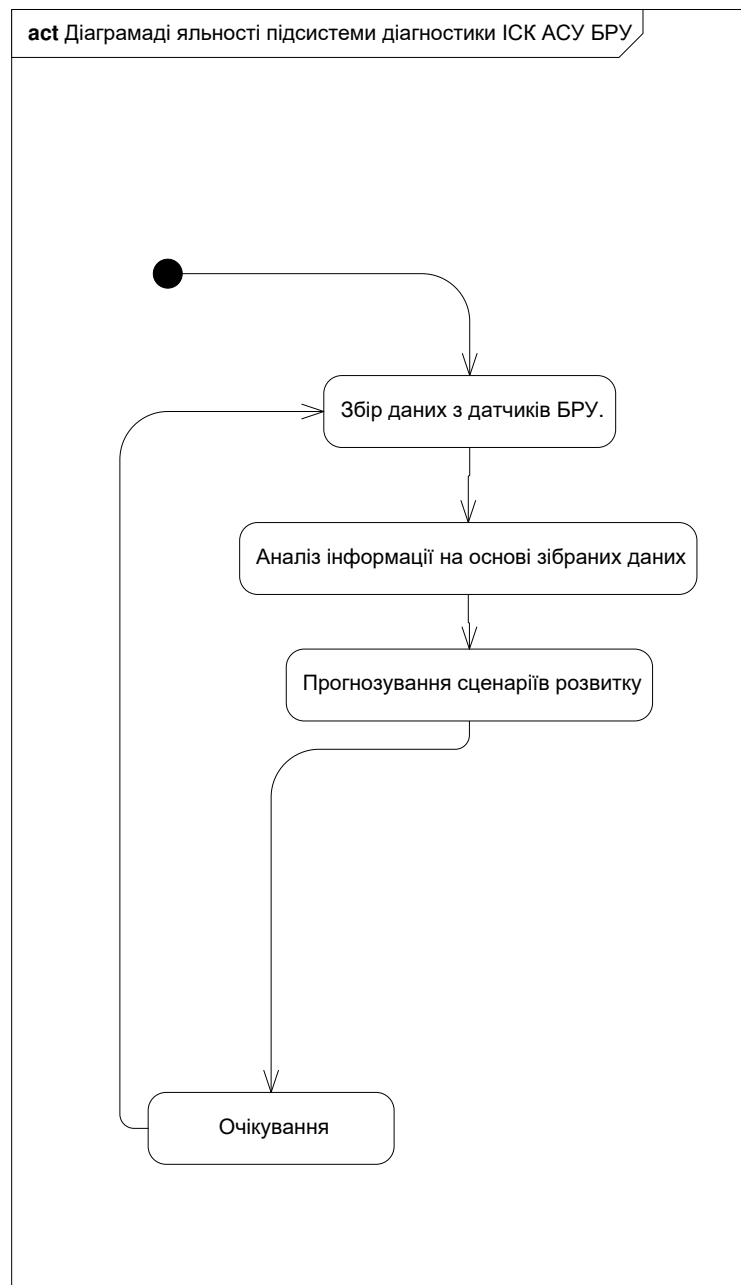 act Діаграмаді яльності підсистеми діагностики ІСК АСУ БРУ
Збір даних з датчиків БРУ.
Аналіз інформації на основі зібраних даних
Прогнозування сценаріїв розвитку
Очікування